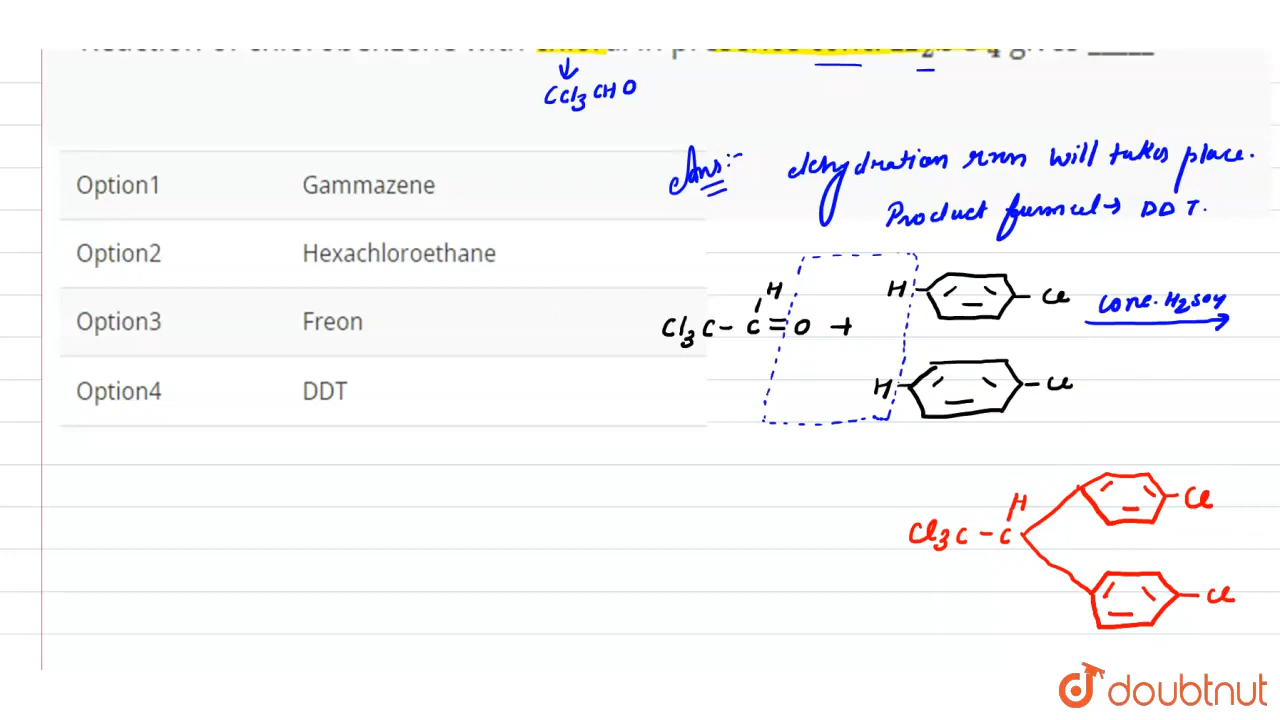 CCl3CHO
Ans:- dehydration rxn will takes place.
Product formed → DDT.
Option1 Gammazene
Option2 Hexachloroethane
Option3 Freon
Option4 DDT
H
Cl3C-C=O +
H Cl
conc. H2SO4
H Cl
H
Cl3C-C
Cl
Cl
doubtnut